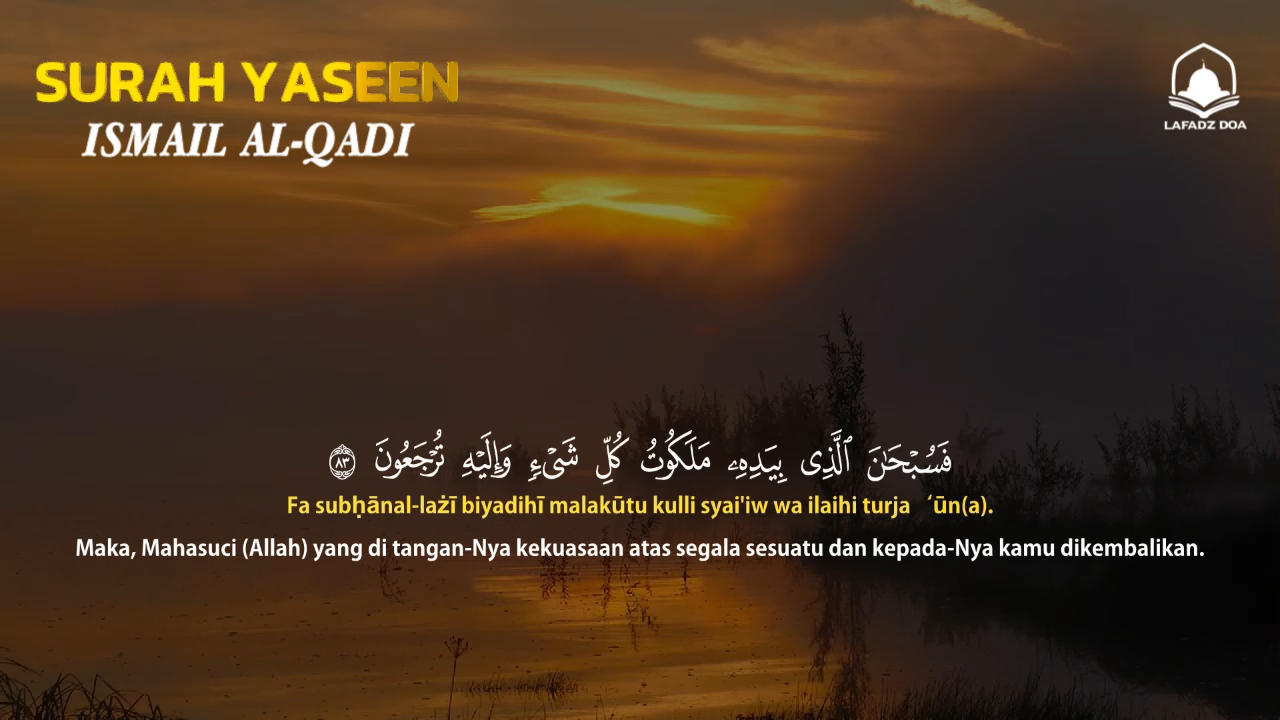 SURAH YASEEN
ISMAIL AL-QADI
LAFADZ DOA
فَسُبْحَٰنَ ٱلَّذِى بِيَدِهِۦ مَلَكُوتُ كُلِّ شَىْءٍ وَإِلَيْهِ تُرْجَعُونَ ٨٣
Fa subḥānal-lażī biyadihī malakūtu kulli syai'iw wa ilaihi turja ‘ūn(a).
Maka, Mahasuci (Allah) yang di tangan-Nya kekuasaan atas segala sesuatu dan kepada-Nya kamu dikembalikan.